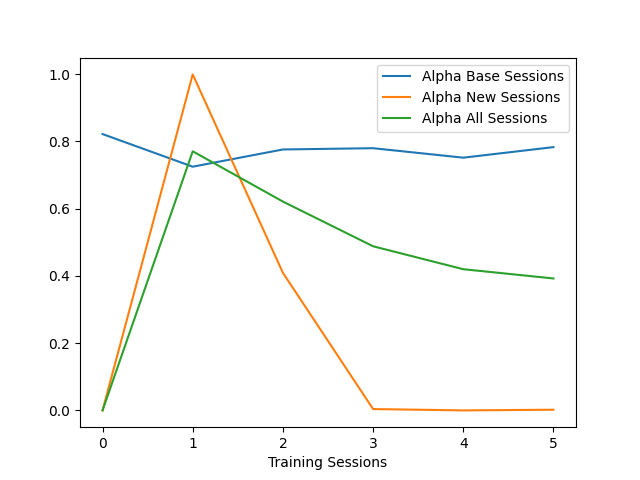 1.0
0.8
0.6
0.4
0.2
0.0
Alpha Base Sessions
Alpha New Sessions
Alpha All Sessions
0 1 2 3 4 5
Training Sessions